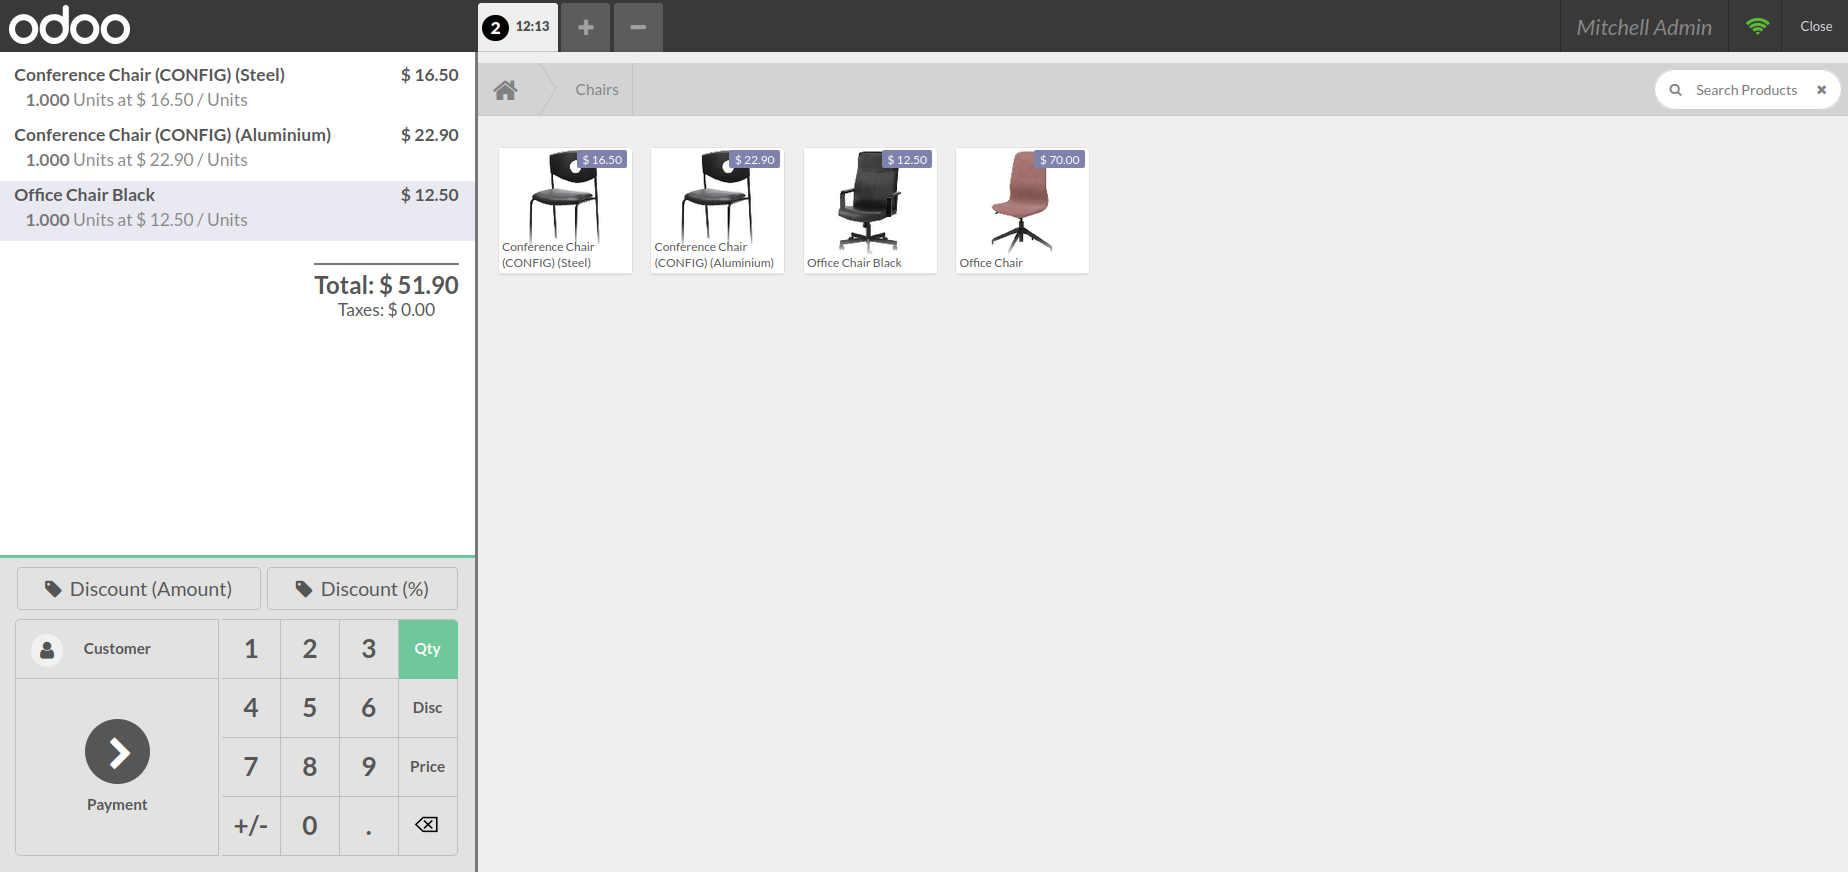 odoo
2 12:13 + −
Mitchell Admin
Close
Conference Chair (CONFIG) (Steel) $ 16.50
1.000 Units at $ 16.50 / Units
Conference Chair (CONFIG) (Aluminium) $ 22.90
1.000 Units at $ 22.90 / Units
Office Chair Black $ 12.50
1.000 Units at $ 12.50 / Units
Total: $ 51.90
Taxes: $ 0.00
Discount (Amount) Discount (%)
Customer
Payment
1 2 3 Qty
4 5 6 Disc
7 8 9 Price
+/- 0 .
Chairs
Search Products
$ 16.50
Conference Chair
(CONFIG) (Steel)
$ 22.90
Conference Chair
(CONFIG) (Aluminium)
$ 12.50
Office Chair Black
$ 70.00
Office Chair